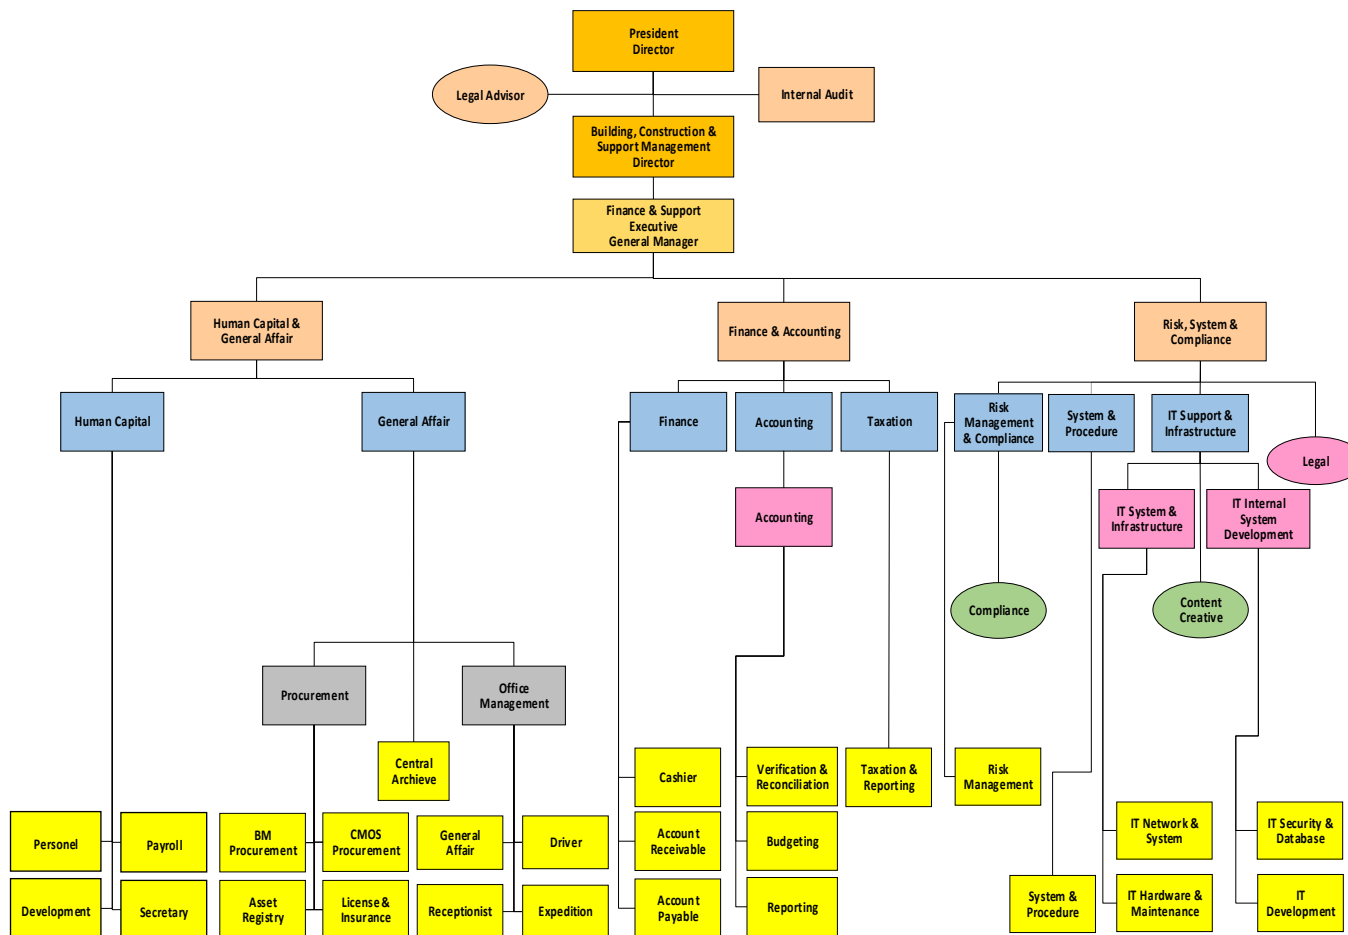 President
Director
Legal Advisor
Internal Audit
Building, Construction &
Support Management
Director
Finance & Support
Executive
General Manager
Human Capital &
General Affair
Finance & Accounting
Risk, System &
Compliance
Human Capital
General Affair
Finance
Accounting
Taxation
Risk
Management
& Compliance
System &
Procedure
IT Support &
Infrastructure
Legal
Accounting
IT System &
Infrastructure
IT Internal
System
Development
Compliance
Content
Creative
Procurement
Office
Management
Central
Archieve
Cashier
Verification &
Reconciliation
Taxation &
Reporting
Risk
Management
Personel
Payroll
BM
Procurement
CMOS
Procurement
General
Affair
Driver
Account
Receivable
Budgeting
IT Network &
System
IT Security &
Database
Development
Secretary
Asset
Registry
License &
Insurance
Receptionist
Expedition
Account
Payable
Reporting
System &
Procedure
IT Hardware &
Maintenance
IT
Development